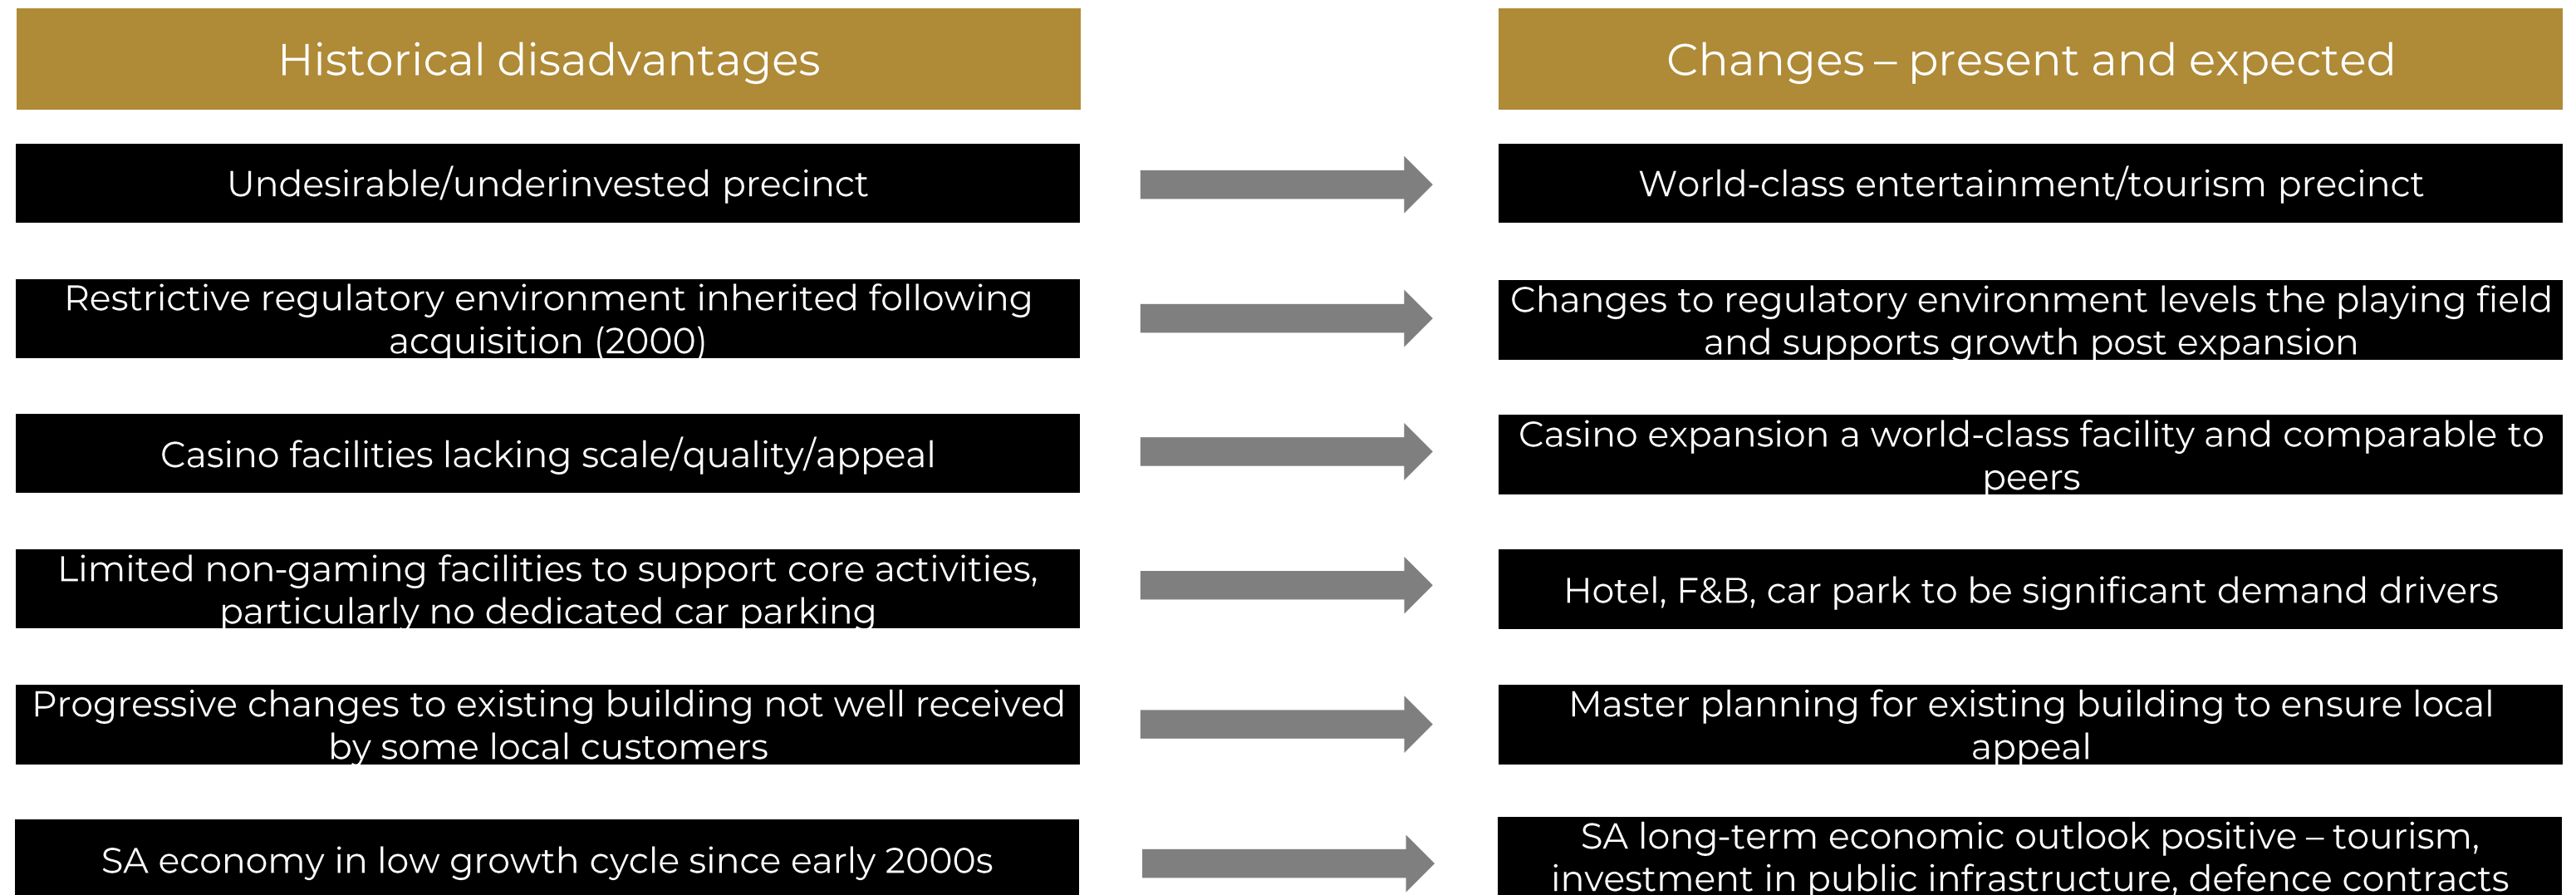 Historical disadvantages
Changes – present and expected
Undesirable/underinvested precinct
World-class entertainment/tourism precinct
Restrictive regulatory environment inherited following
acquisition (2000)
Changes to regulatory environment levels the playing field
and supports growth post expansion
Casino facilities lacking scale/quality/appeal
Casino expansion a world-class facility and comparable to
peers
Limited non-gaming facilities to support core activities,
particularly no dedicated car parking
Hotel, F&B, car park to be significant demand drivers
Progressive changes to existing building not well received
by some local customers
Master planning for existing building to ensure local
appeal
SA economy in low growth cycle since early 2000s
SA long-term economic outlook positive – tourism,
investment in public infrastructure, defence contracts